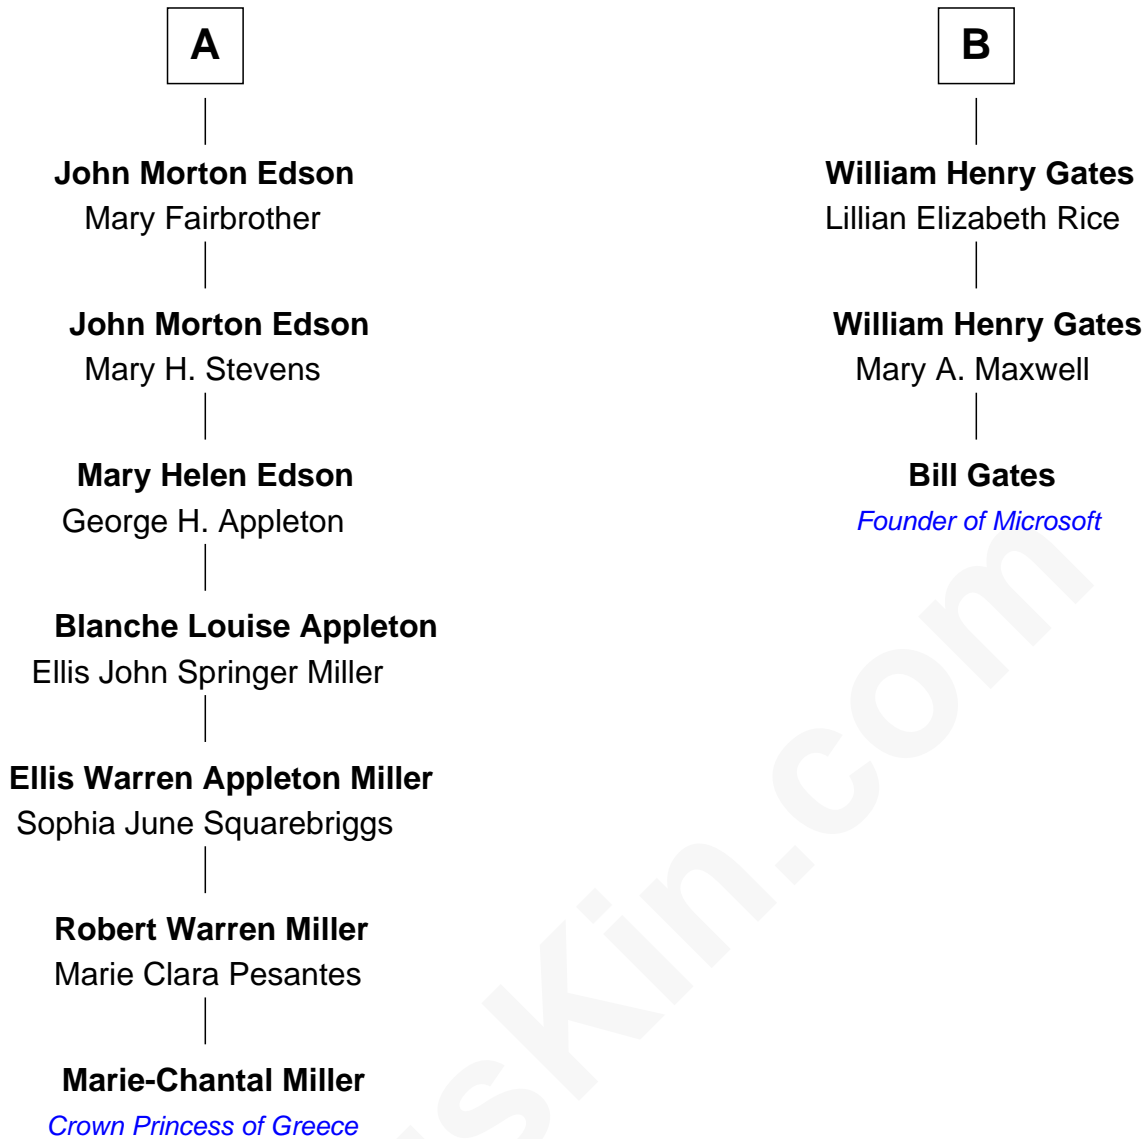 A
John Morton Edson
Mary Fairbrother
John Morton Edson
Mary H. Stevens
Mary Helen Edson
George H. Appleton
Blanche Louise Appleton
Ellis John Springer Miller
Ellis Warren Appleton Miller
Sophia June Squarebriggs
Robert Warren Miller
Marie Clara Pesantes
Marie-Chantal Miller
Crown Princess of Greece
B
William Henry Gates
Lillian Elizabeth Rice
William Henry Gates
Mary A. Maxwell
Bill Gates
Founder of Microsoft
sKin.com